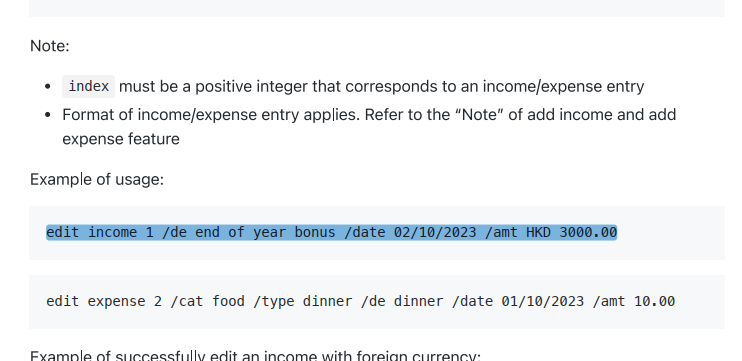 Note:
index must be a positive integer that corresponds to an income/expense entry
Format of income/expense entry applies. Refer to the “Note” of add income and add
expense feature
Example of usage:
edit income 1 /de end of year bonus /date 02/10/2023 /amt HKD 3000.00
edit expense 2 /cat food /type dinner /de dinner /date 01/10/2023 /amt 10.00
Example of successfully edit an income with foreign currency: